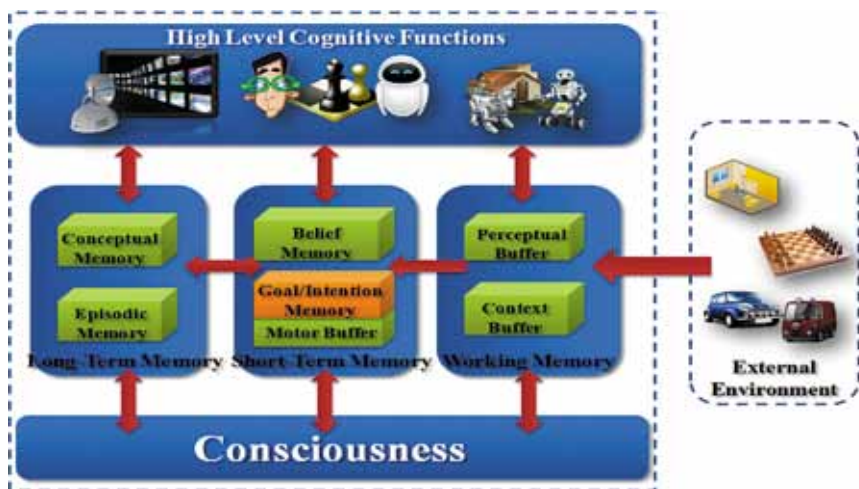 High Level Cognitive Functions
Conceptual
Memory
Episodic
Memory
Long-Term Memory
Belief
Memory
Goal/Intention
Memory
Motor Buffer
Short-Term Memory
Perceptual
Buffer
Context
Buffer
Working Memory
External
Environment
Consciousness